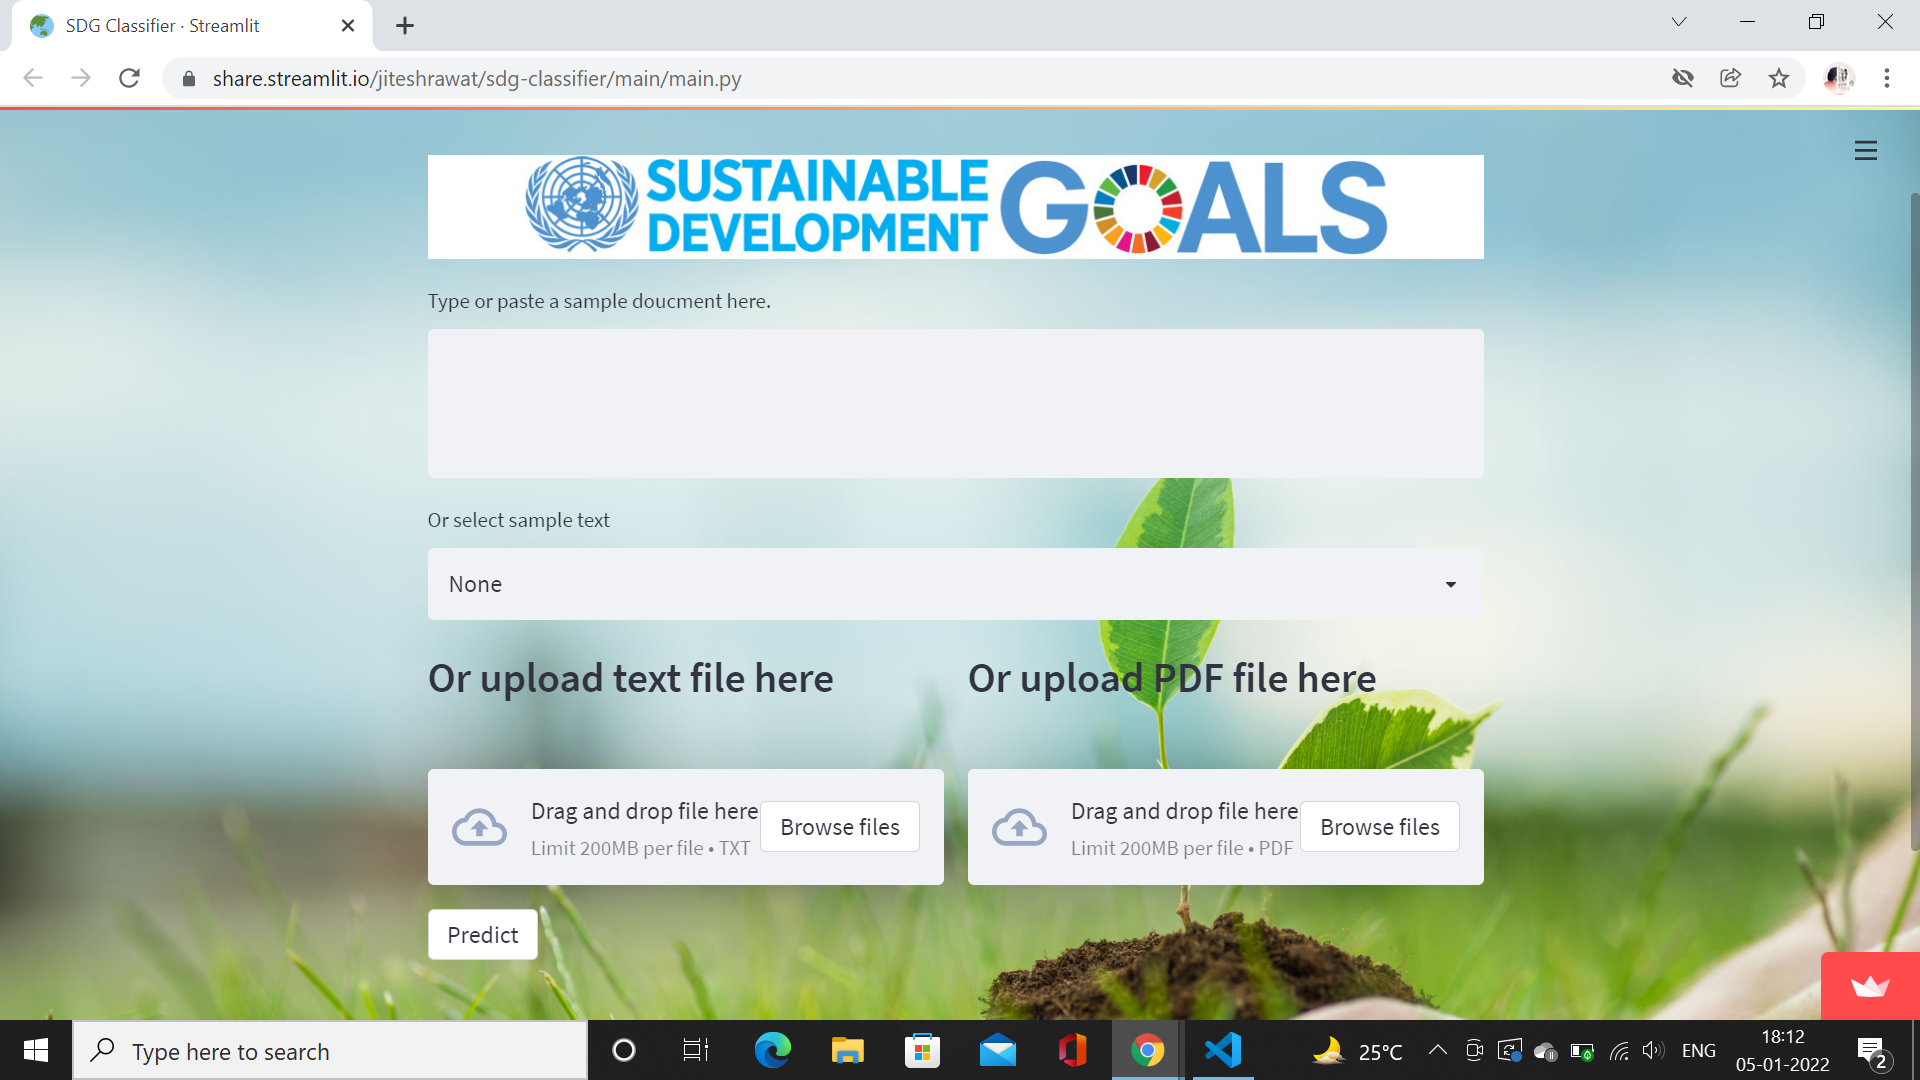 SDG Classifier · Streamlit
share.streamlit.io/jiteshrawat/sdg-classifier/main/main.py
SUSTAINABLE
DEVELOPMENT
GOALS
Type or paste a sample doucment here.
Or select sample text
None
Or upload text file here
Or upload PDF file here
Drag and drop file here
Limit 200MB per file • TXT
Browse files
Drag and drop file here
Limit 200MB per file • PDF
Browse files
Predict
Type here to search
25°C
ENG
18:12
05-01-2022
2